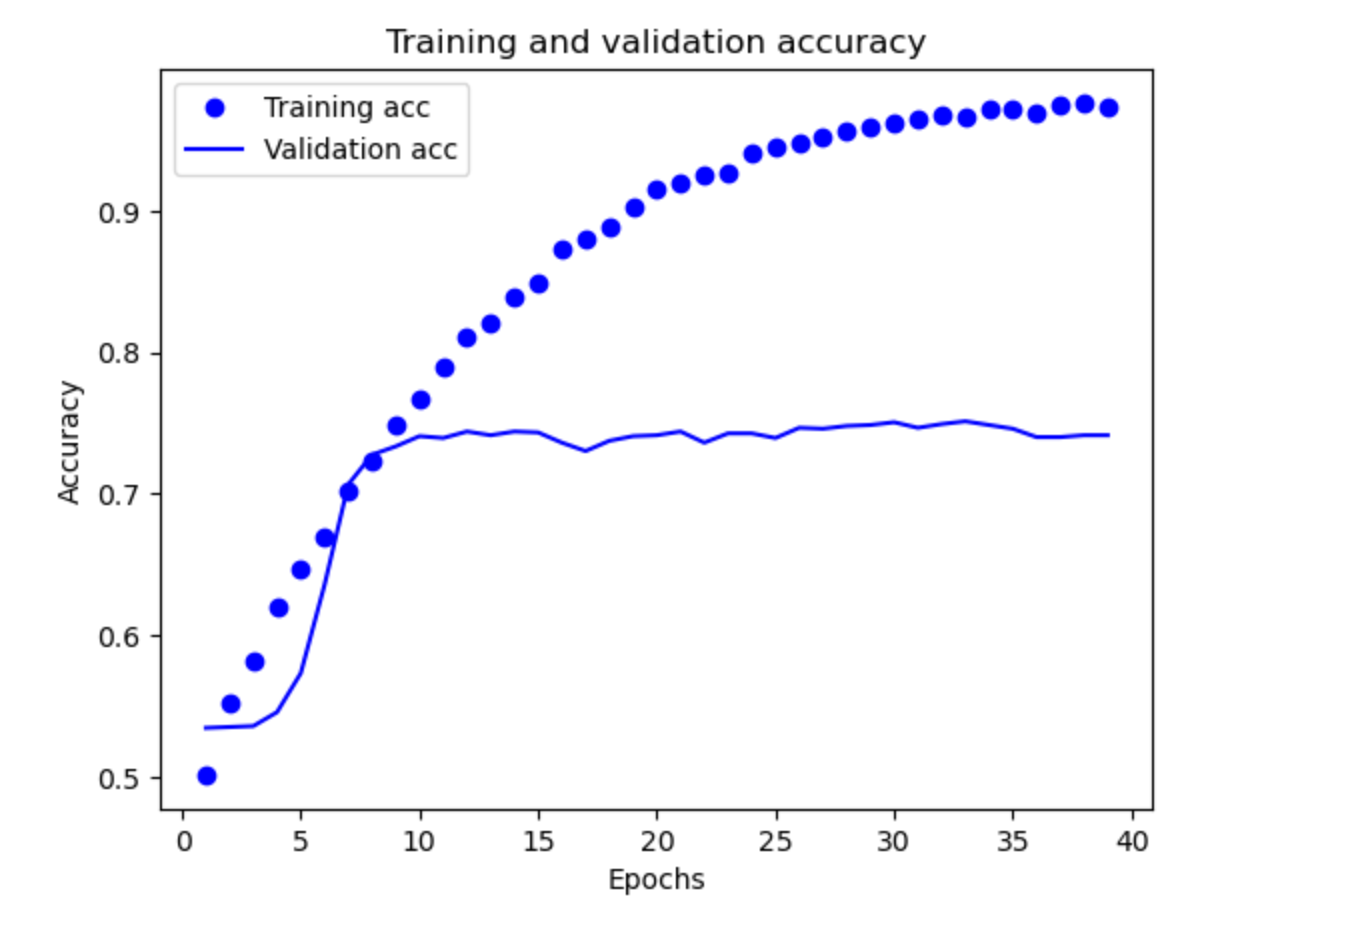 Training and validation accuracy
Training acc
Validation acc
0.9
0.8
0.7
0.6
0.5
Accuracy
0 5 10 15 20 25 30 35 40
Epochs